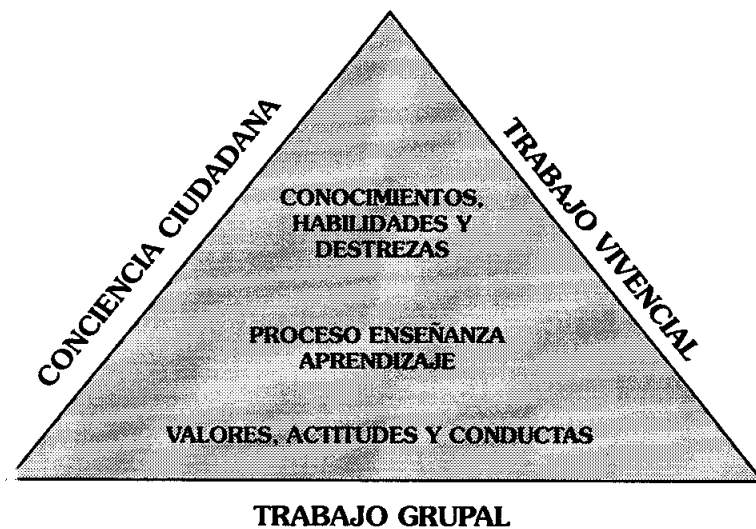 CONCIENCIA CIUDADANA
TRABAJO VIVENCIAL
CONOCIMIENTOS,
HABILIDADES Y
DESTREZAS
PROCESO ENSEÑANZA
APRENDIZAJE
VALORES, ACTITUDES Y CONDUCTAS
TRABAJO GRUPAL